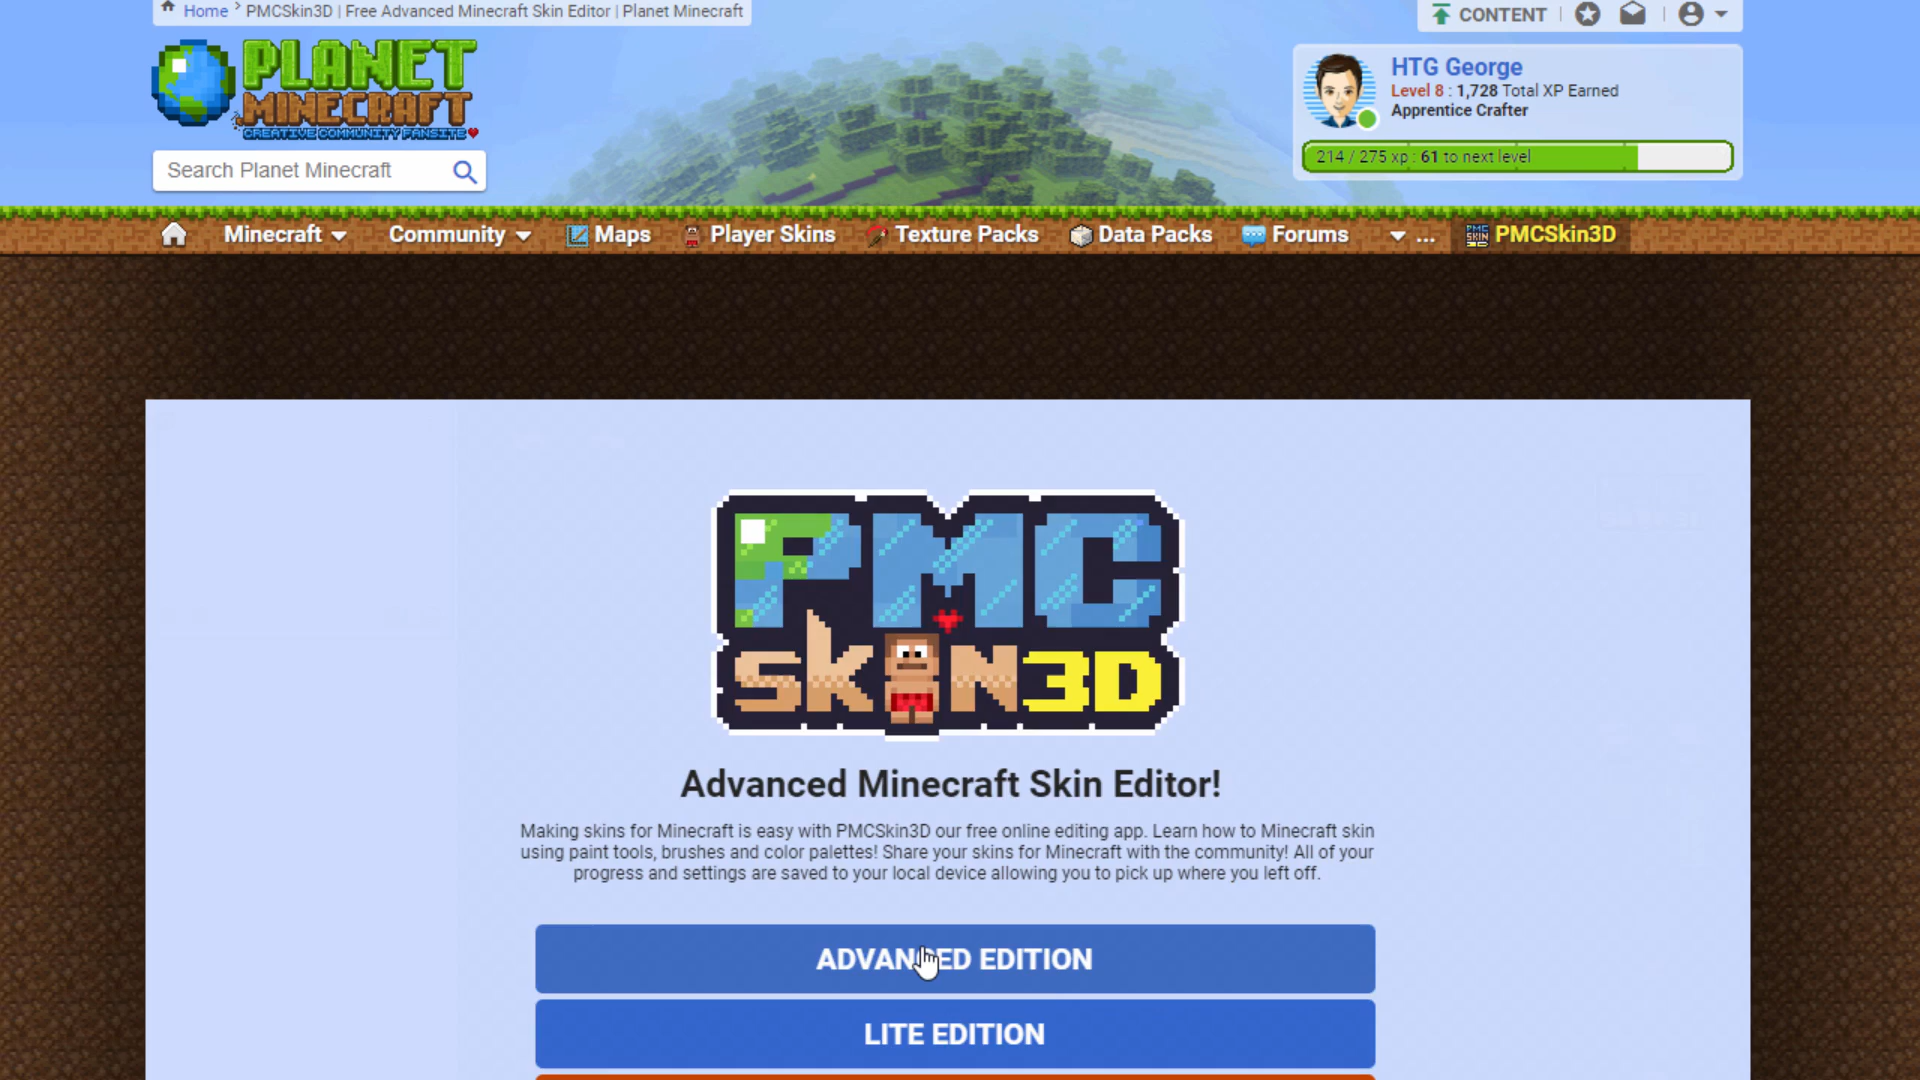 Home > PMCSkin3D | Free Advanced Minecraft Skin Editor | Planet Minecraft
CONTENT
PLANET
MINECRAFT
CREATIVE COMMUNITY FANSITE
HTG George
Level 8 : 1,728 Total XP Earned
Apprentice Crafter
214 / 275 xp : 61 to next level
Search Planet Minecraft
Minecraft Community Maps Player Skins Texture Packs Data Packs Forums ... PMC SKIN 3D PMCSkin3D
PMC
SKIN3D
Advanced Minecraft Skin Editor!
Making skins for Minecraft is easy with PMCSkin3D our free online editing app. Learn how to Minecraft skin
using paint tools, brushes and color palettes! Share your skins for Minecraft with the community! All of your
progress and settings are saved to your local device allowing you to pick up where you left off.
ADVANCED EDITION
LITE EDITION